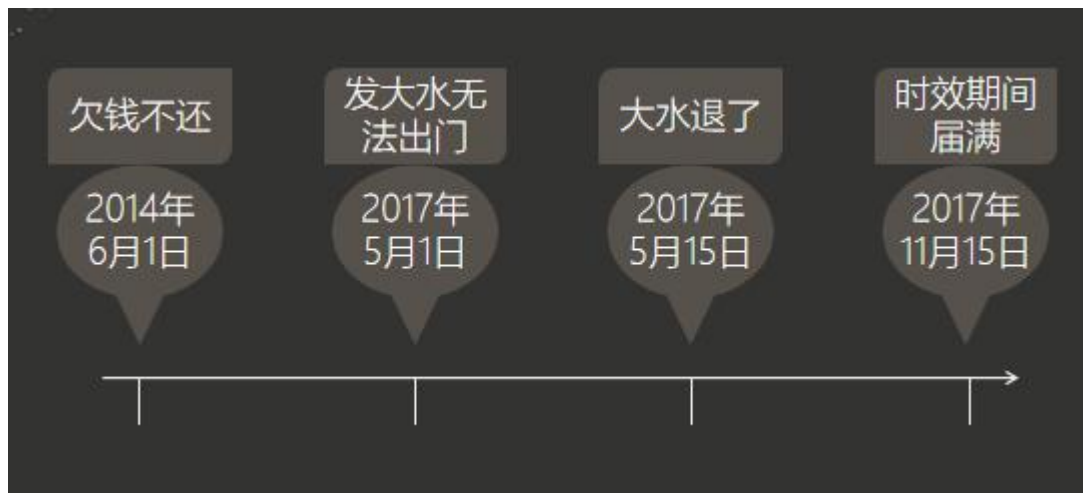 欠钱不还
发大水无
法出门
大水退了
时效期间
届满
2014年
6月1日
2017年
5月1日
2017年
5月15日
2017年
11月15日